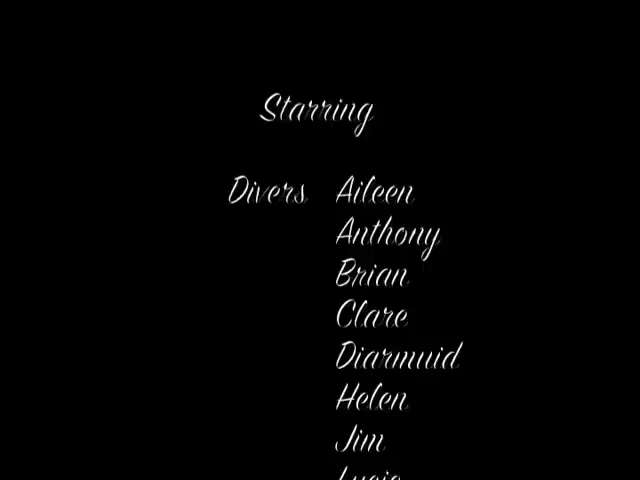 Starring
Divers Aileen
Anthony
Brian
Clare
Diarmuid
Helen
Jim